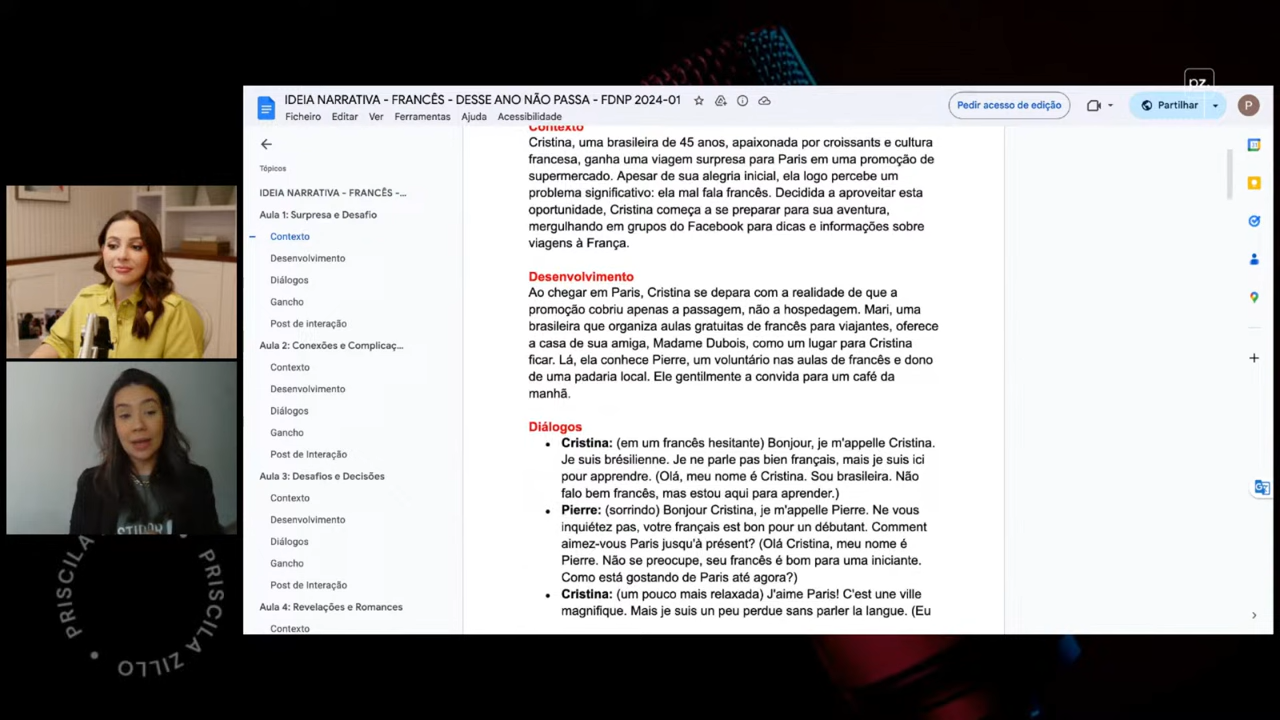 pz.
IDEIA NARRATIVA - FRANCÊS - DESSE ANO NÃO PASSA - FDNP 2024-01
Ficheiro Editar Ver Ferramentas Ajuda Acessibilidade
Pedir acesso de edição
Partilhar
P
Tópicos
IDEIA NARRATIVA - FRANCÊS -...
Aula 1: Surpresa e Desafio
Contexto
Desenvolvimento
Diálogos
Gancho
Post de interação
Aula 2: Conexões e Complicaç...
Contexto
Desenvolvimento
Diálogos
Gancho
Post de Interação
Aula 3: Desafios e Decisões
Contexto
Desenvolvimento
Diálogos
Gancho
Post de Interação
Aula 4: Revelações e Romances
Contexto
Contexto
Cristina, uma brasileira de 45 anos, apaixonada por croissants e cultura
francesa, ganha uma viagem surpresa para Paris em uma promoção de
supermercado. Apesar de sua alegria inicial, ela logo percebe um
problema significativo: ela mal fala francês. Decidida a aproveitar esta
oportunidade, Cristina começa a se preparar para sua aventura,
mergulhando em grupos do Facebook para dicas e informações sobre
viagens à França.
Desenvolvimento
Ao chegar em Paris, Cristina se depara com a realidade de que a
promoção cobriu apenas a passagem, não a hospedagem. Mari, uma
brasileira que organiza aulas gratuitas de francês para viajantes, oferece
a casa de sua amiga, Madame Dubois, como um lugar para Cristina
ficar. Lá, ela conhece Pierre, um voluntário nas aulas de francês e dono
de uma padaria local. Ele gentilmente a convida para um café da
manhã.
Diálogos
• Cristina: (em um francês hesitante) Bonjour, je m'appelle Cristina.
Je suis brésilienne. Je ne parle pas bien français, mais je suis ici
pour apprendre. (Olá, meu nome é Cristina. Sou brasileira. Não
falo bem francês, mas estou aqui para aprender.)
• Pierre: (sorrindo) Bonjour Cristina, je m'appelle Pierre. Ne vous
inquiétez pas, votre français est bon pour un débutant. Comment
aimez-vous Paris jusqu'à présent? (Olá Cristina, meu nome é
Pierre. Não se preocupe, seu francês é bom para uma iniciante.
Como está gostando de Paris até agora?)
• Cristina: (um pouco mais relaxada) J'aime Paris! C'est une ville
magnifique. Mais je suis un peu perdue sans parler la langue. (Eu
PRISCILA
PRISCILA ZILLO